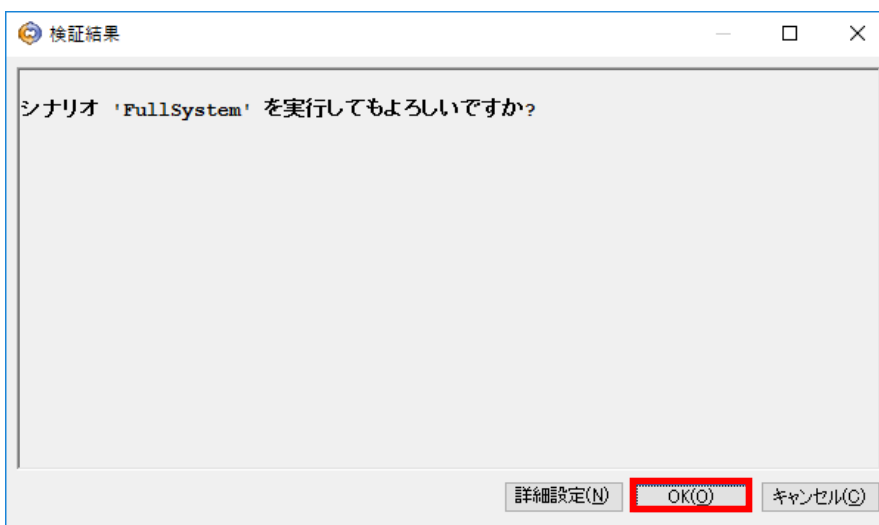 検証結果
シナリオ 'FullSystem' を実行してもよろしいですか?
詳細設定(N) OK(O) キャンセル(C)